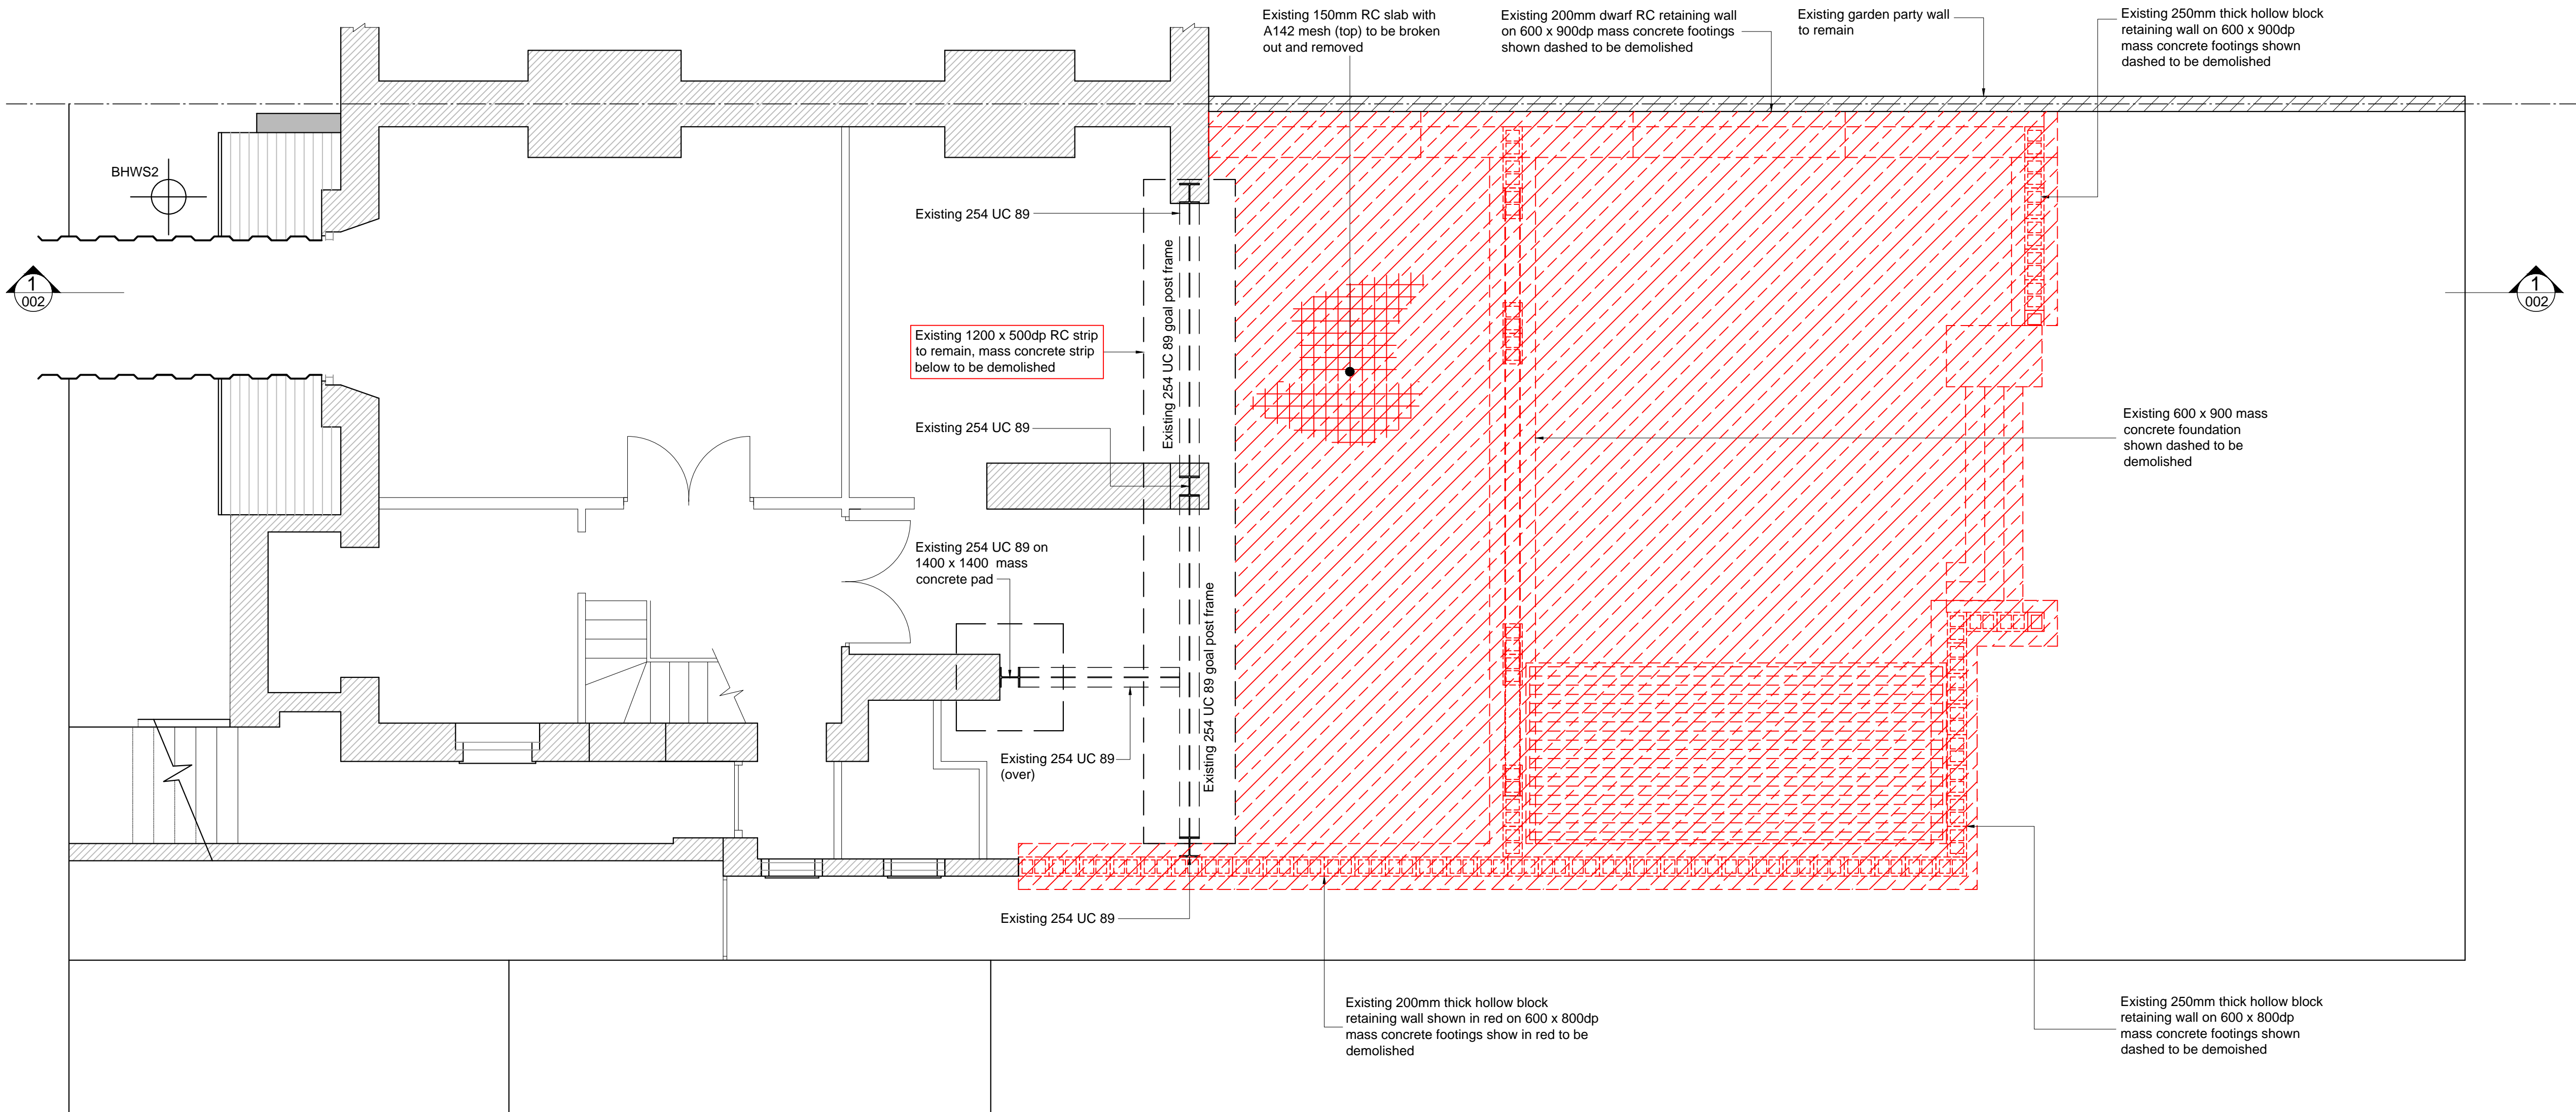 Existing 150mm RC slab with
A142 mesh (top) to be broken
out and removed
Existing 200mm dwarf RC retaining wall
on 600 x 900dp mass concrete footings
shown dashed to be demolished
Existing garden party wall
to remain
Existing 250mm thick hollow block
retaining wall on 600 x 900dp
mass concrete footings shown
dashed to be demolished
BHWS2
Existing 254 UC 89
1
002
1
002
Existing 254 UC 89 goal post frame
Existing 1200 x 500dp RC strip
to remain, mass concrete strip
below to be demolished
Existing 254 UC 89
Existing 600 x 900 mass
concrete foundation
shown dashed to be
demolished
Existing 254 UC 89 on
1400 x 1400 mass
concrete pad
Existing 254 UC 89 goal post frame
Existing 254 UC 89
(over)
Existing 254 UC 89
Existing 200mm thick hollow block
retaining wall shown in red on 600 x 800dp
mass concrete footings show in red to be
demolished
Existing 250mm thick hollow block
retaining wall on 600 x 800dp
mass concrete footings shown
dashed to be demoished